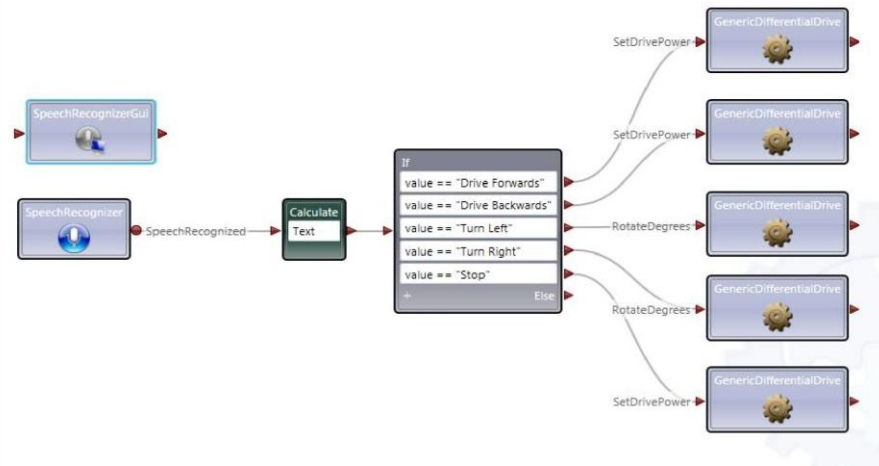 SpeechRecognizerGui
SpeechRecognizer
SpeechRecognized
Calculate
Text
If
value == "Drive Forwards"
value == "Drive Backwards"
value == "Turn Left"
value == "Turn Right"
value == "Stop"
+ Else
SetDrivePower
GenericDifferentialDrive
SetDrivePower
GenericDifferentialDrive
RotateDegrees
GenericDifferentialDrive
RotateDegrees
GenericDifferentialDrive
SetDrivePower
GenericDifferentialDrive